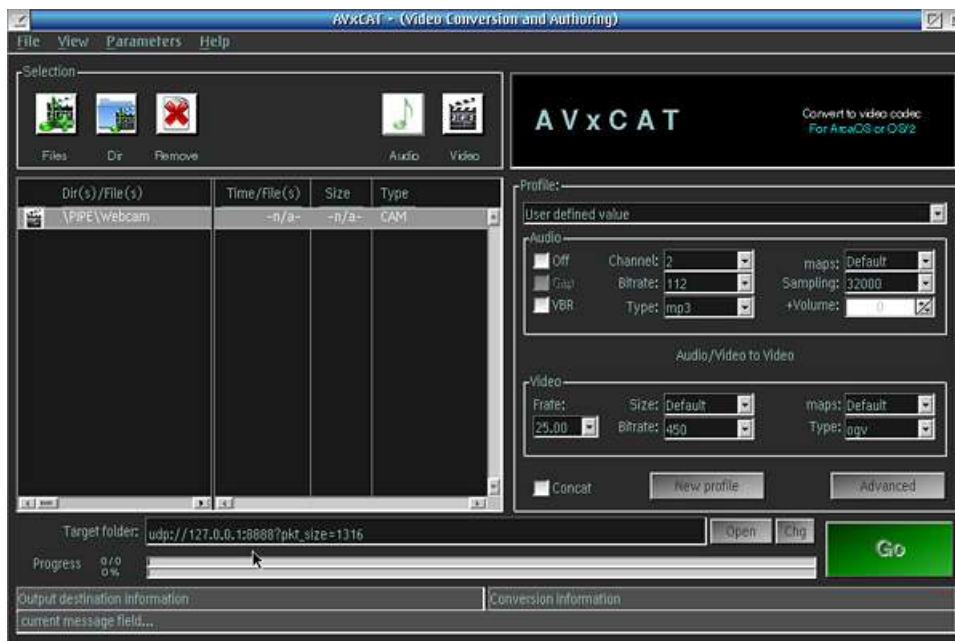 AVxCAT - (Video Conversion and Authoring)
File View Parameters Help
Selection
Files Dir Remove Audio Video
AVxCAT
Convert to video codec
For ArcaOS or OS/2
Dir(s)/File(s) Time/File(s) Size Type
\PIPE\Webcam -n/a- -n/a- CAM
Profile:
User defined value
Audio
Off Channel: 2 maps: Default
Gap Bitrate: 112 Sampling: 32000
VBR Type: mp3 +Volume: 0
Audio/Video to Video
Video
Frate: Size: Default maps: Default
25.00 Bitrate: 450 Type: ogv
Concat New profile Advanced
Target folder: udp://127.0.0.1:8888?pkt_size=1316 Open Chg
Go
Progress 0/0
0 %
Output destination information Conversion Information
current message field...